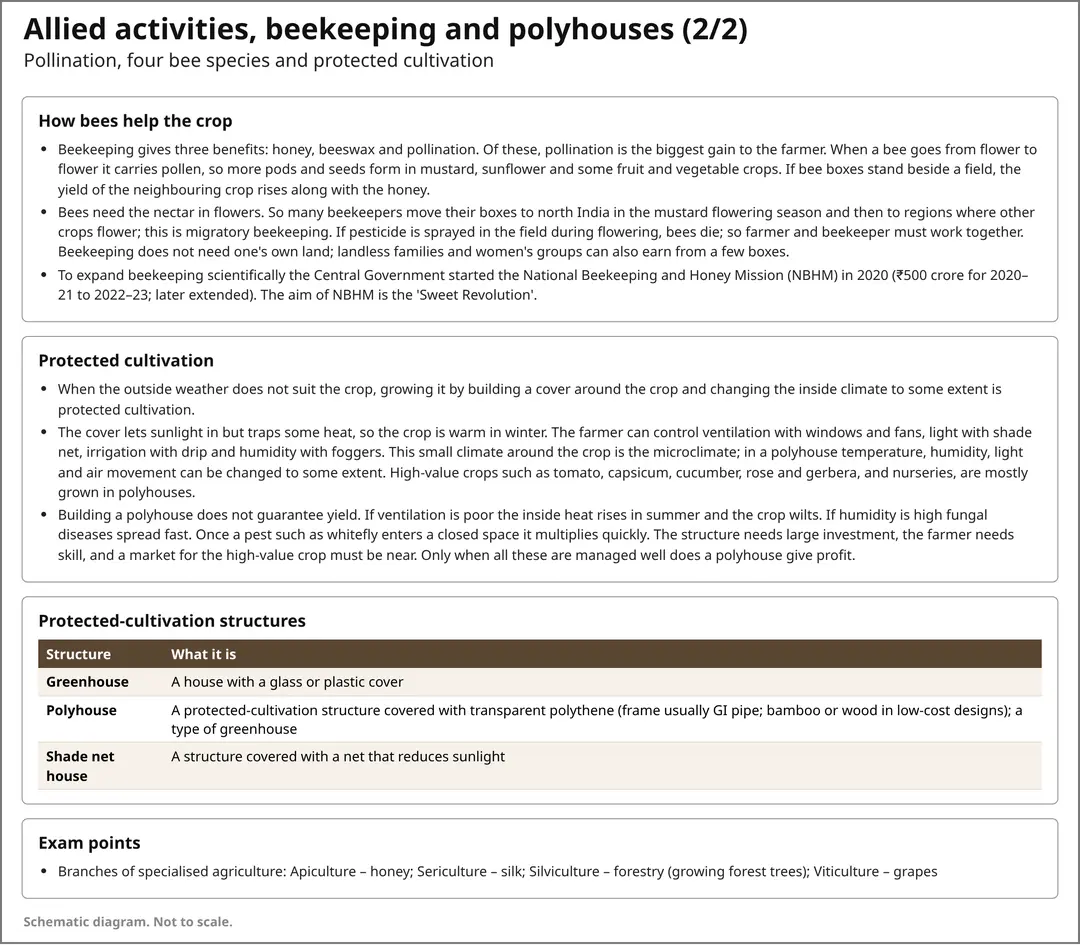 Allied activities, beekeeping and polyhouses (2/2)
Pollination, four bee species and protected cultivation
How bees help the crop
• Beekeeping gives three benefits: honey, beeswax and pollination. Of these, pollination is the biggest gain to the farmer. When a bee goes from flower to
flower it carries pollen, so more pods and seeds form in mustard, sunflower and some fruit and vegetable crops. If bee boxes stand beside a field, the
yield of the neighbouring crop rises along with the honey.
• Bees need the nectar in flowers. So many beekeepers move their boxes to north India in the mustard flowering season and then to regions where other
crops flower; this is migratory beekeeping. If pesticide is sprayed in the field during flowering, bees die; so farmer and beekeeper must work together.
Beekeeping does not need one's own land; landless families and women's groups can also earn from a few boxes.
• To expand beekeeping scientifically the Central Government started the National Beekeeping and Honey Mission (NBHM) in 2020 (₹500 crore for 2020–
21 to 2022–23; later extended). The aim of NBHM is the 'Sweet Revolution'.
Protected cultivation
• When the outside weather does not suit the crop, growing it by building a cover around the crop and changing the inside climate to some extent is
protected cultivation.
• The cover lets sunlight in but traps some heat, so the crop is warm in winter. The farmer can control ventilation with windows and fans, light with shade
net, irrigation with drip and humidity with foggers. This small climate around the crop is the microclimate; in a polyhouse temperature, humidity, light
and air movement can be changed to some extent. High-value crops such as tomato, capsicum, cucumber, rose and gerbera, and nurseries, are mostly
grown in polyhouses.
• Building a polyhouse does not guarantee yield. If ventilation is poor the inside heat rises in summer and the crop wilts. If humidity is high fungal
diseases spread fast. Once a pest such as whitefly enters a closed space it multiplies quickly. The structure needs large investment, the farmer needs
skill, and a market for the high-value crop must be near. Only when all these are managed well does a polyhouse give profit.
Protected-cultivation structures
Structure What it is
Greenhouse A house with a glass or plastic cover
Polyhouse A protected-cultivation structure covered with transparent polythene (frame usually GI pipe; bamboo or wood in low-cost designs); a
type of greenhouse
Shade net A structure covered with a net that reduces sunlight
house
Exam points
• Branches of specialised agriculture: Apiculture – honey; Sericulture – silk; Silviculture – forestry (growing forest trees); Viticulture – grapes
Schematic diagram. Not to scale.